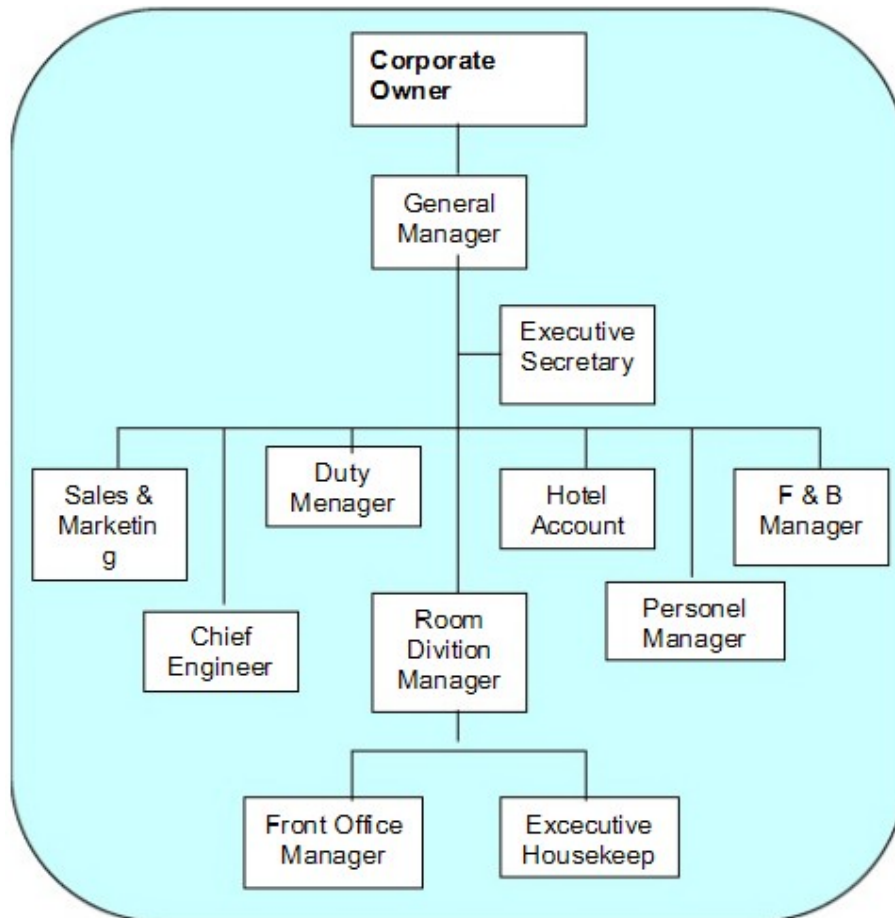 Corporate
Owner
General
Manager
Executive
Secretary
Sales &
Marketin
g
Duty
Menager
Hotel
Account
F & B
Manager
Chief
Engineer
Room
Divition
Manager
Personel
Manager
Front Office
Manager
Excecutive
Housekeep